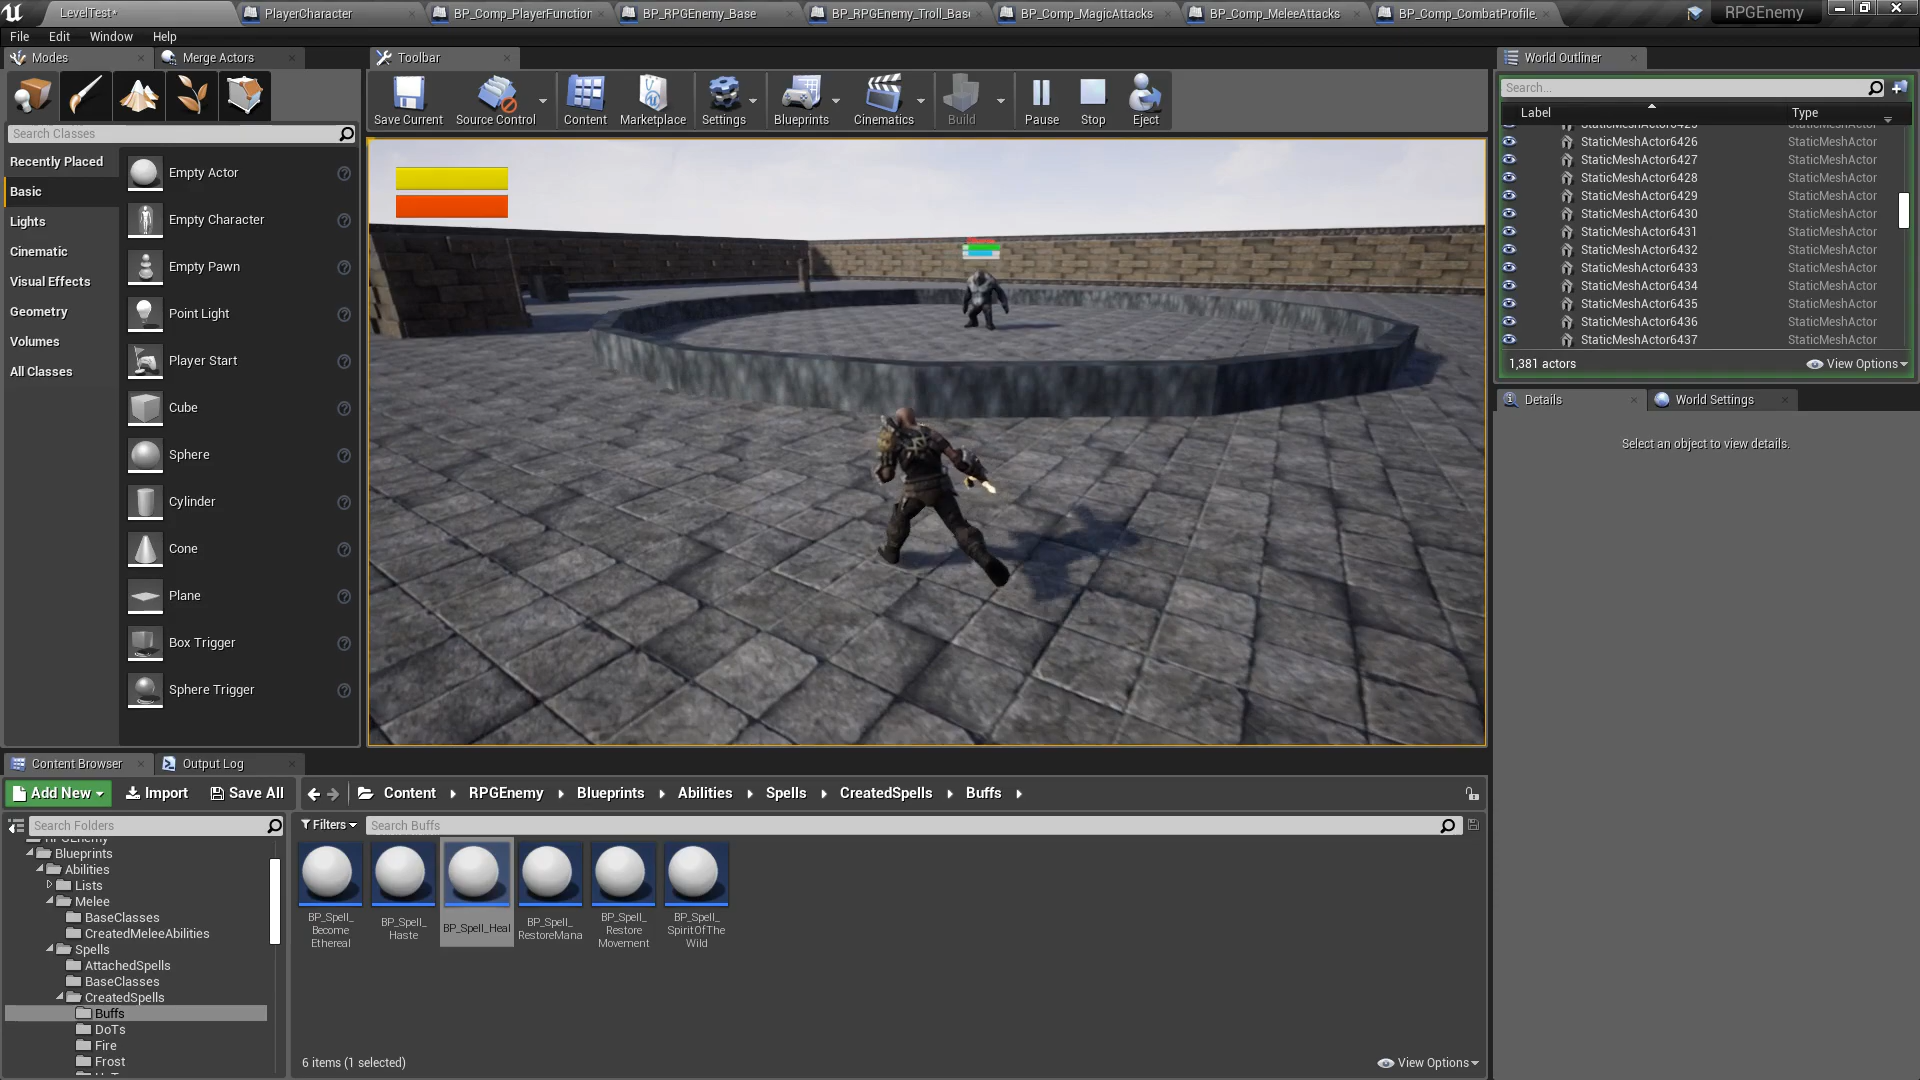 LevelTest*
PlayerCharacter
BP_Comp_PlayerFunction
BP_RPGEnemy_Base
BP_RPGEnemy_Troll_Base
BP_Comp_MagicAttacks
BP_Comp_MeleeAttacks
BP_Comp_CombatProfile_
RPGEnemy
File Edit Window Help
Modes
Merge Actors
Toolbar
World Outliner
Save Current
Source Control
Content
Marketplace
Settings
Blueprints
Cinematics
Build
Pause
Stop
Eject
Search...
Label Type
StaticMeshActor6426 StaticMeshActor
StaticMeshActor6427 StaticMeshActor
StaticMeshActor6428 StaticMeshActor
StaticMeshActor6429 StaticMeshActor
StaticMeshActor6430 StaticMeshActor
StaticMeshActor6431 StaticMeshActor
StaticMeshActor6432 StaticMeshActor
StaticMeshActor6433 StaticMeshActor
StaticMeshActor6434 StaticMeshActor
StaticMeshActor6435 StaticMeshActor
StaticMeshActor6436 StaticMeshActor
StaticMeshActor6437 StaticMeshActor
1,381 actors
View Options
Details
World Settings
Select an object to view details.
Search Classes
Recently Placed
Basic
Lights
Cinematic
Visual Effects
Geometry
Volumes
All Classes
Empty Actor
Empty Character
Empty Pawn
Point Light
Player Start
Cube
Sphere
Cylinder
Cone
Plane
Box Trigger
Sphere Trigger
Content Browser
Output Log
Add New
Import
Save All
Content
RPGEnemy
Blueprints
Abilities
Spells
CreatedSpells
Buffs
Search Folders
Filters
Search Buffs
Blueprints
Abilities
Lists
Melee
BaseClasses
CreatedMeleeAbilities
Spells
AttachedSpells
BaseClasses
CreatedSpells
Buffs
DoTs
Fire
Frost
BP_Spell_
Become
Ethereal
BP_Spell_
Haste
BP_Spell_Heal
BP_Spell_
RestoreMana
BP_Spell_
Restore
Movement
BP_Spell_
SpiritOfThe
Wild
6 items (1 selected)
View Options